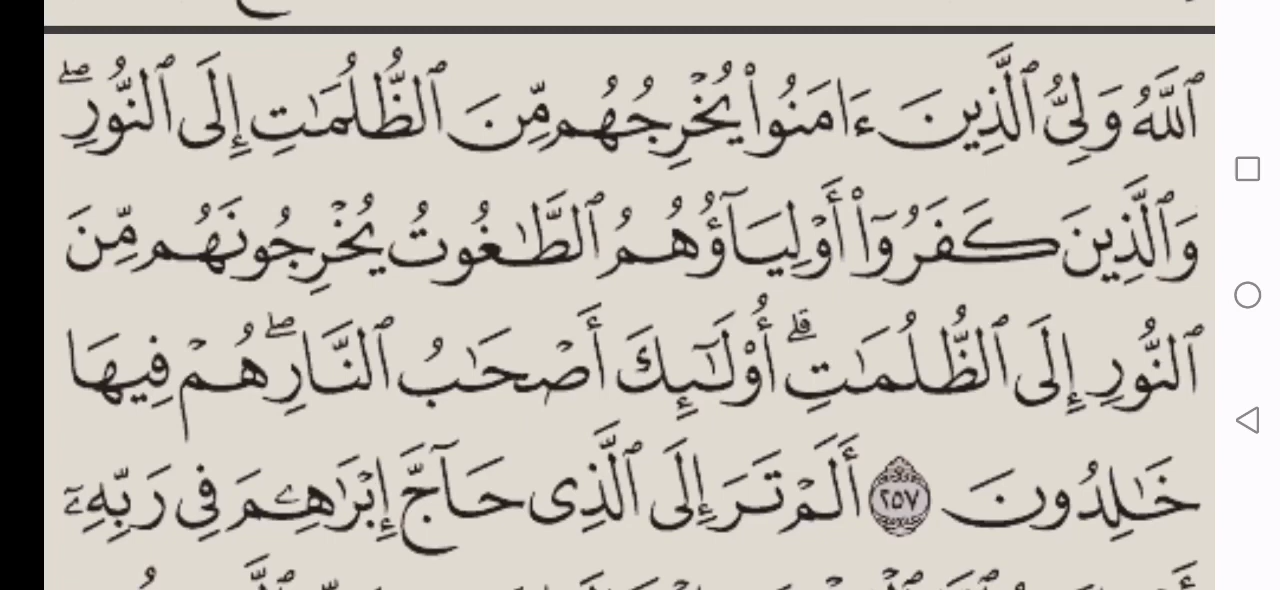 ٱللَّهُ وَلِىُّ ٱلَّذِينَ ءَامَنُوا۟ يُخْرِجُهُم مِّنَ ٱلظُّلُمَـٰتِ إِلَى ٱلنُّورِ ۖ
وَٱلَّذِينَ كَفَرُوٓا۟ أَوْلِيَآؤُهُمُ ٱلطَّـٰغُوتُ يُخْرِجُونَهُم مِّنَ
ٱلنُّورِ إِلَى ٱلظُّلُمَـٰتِ ۗ أُو۟لَـٰٓئِكَ أَصْحَـٰبُ ٱلنَّارِ ۖ هُمْ فِيهَا
خَـٰلِدُونَ ٢٥٧ أَلَمْ تَرَ إِلَى ٱلَّذِى حَآجَّ إِبْرَٰهِـۧمَ فِى رَبِّهِۦٓ